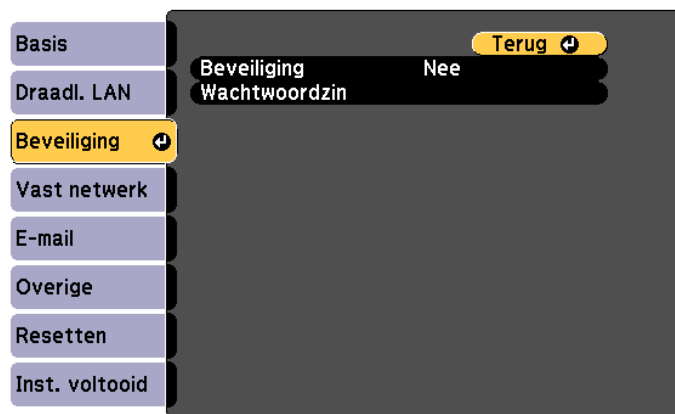 Basis
Draadl. LAN
Beveiliging
Vast netwerk
E-mail
Overige
Resetten
Inst. voltooid
Terug
Beveiliging Nee
Wachtwoordzin